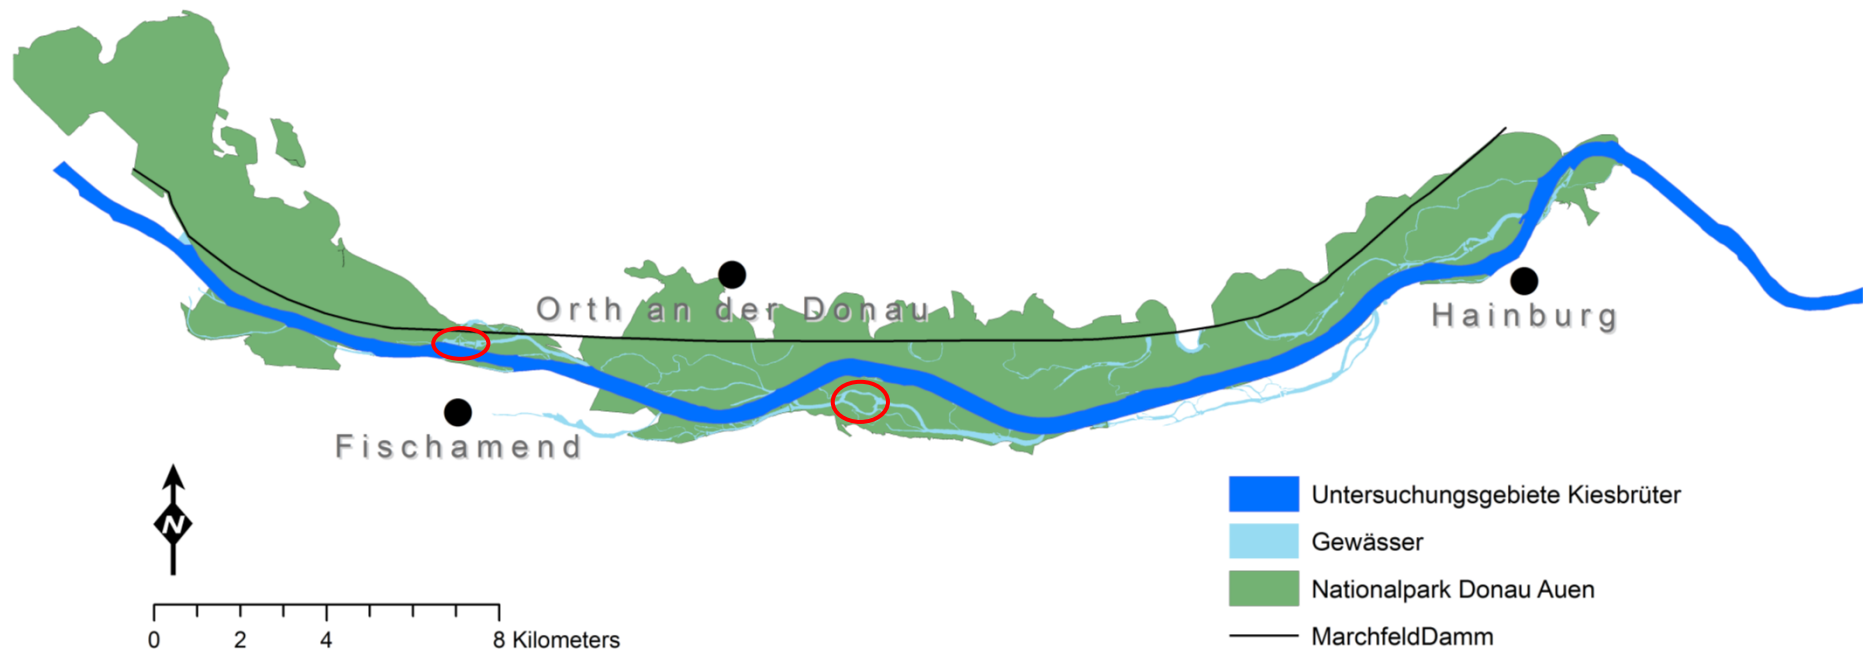 Orth an der Donau
Hainburg
Fischamend
N
0 2 4 8 Kilometers
Untersuchungsgebiete Kiesbrüter
Gewässer
Nationalpark Donau Auen
MarchfeldDamm